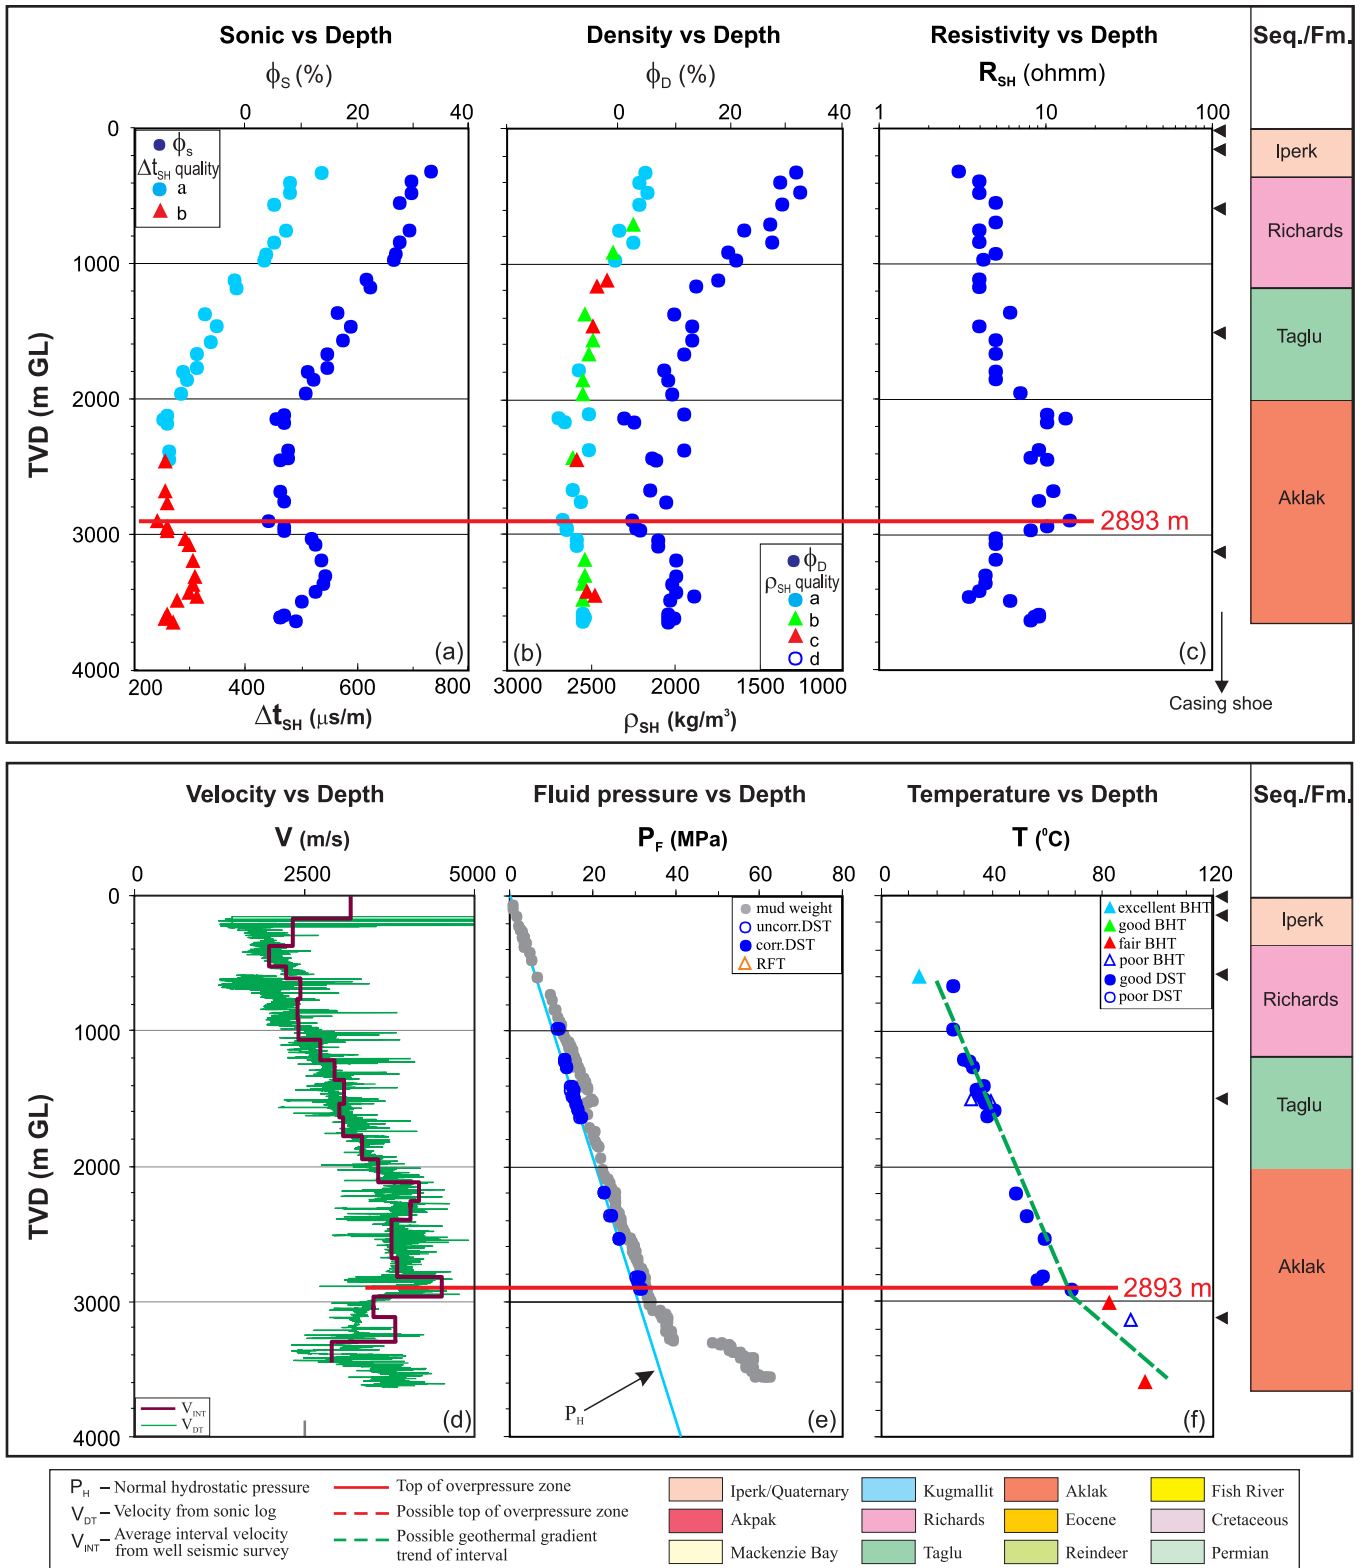 Sonic vs Depth
Density vs Depth
Resistivity vs Depth
Seq./Fm.
ϕS (%)
ϕD (%)
RSH (ohmm)
0 20 40
0 20 40
1 10 100
0
1000
2000
3000
4000
TVD (m GL)
ϕS
ΔtSH quality
a
b
ϕD
ρSH quality
a
b
c
d
2893 m
(a)
(b)
(c)
200 400 600 800
3000 2500 2000 1000
ΔtSH (μs/m)
ρSH (kg/m³)
Casing shoe
Iperk
Richards
Taglu
Aklak
Velocity vs Depth
Fluid pressure vs Depth
Temperature vs Depth
Seq./Fm.
V (m/s)
PF (MPa)
T (⁰C)
0 2500 5000
0 20 40 60 80
0 40 80 120
0
1000
2000
3000
4000
TVD (m GL)
mud weight
uncorr.DST
corr.DST
RFT
excellent BHT
good BHT
fair BHT
poor BHT
good DST
poor DST
2893 m
PH
VINT
VDT
(d)
(e)
(f)
Iperk
Richards
Taglu
Aklak
PH – Normal hydrostatic pressure
VDT – Velocity from sonic log
VINT – Average interval velocity
from well seismic survey
Top of overpressure zone
Possible top of overpressure zone
Possible geothermal gradient
trend of interval
Iperk/Quaternary
Kugmallit
Aklak
Fish River
Akpak
Richards
Eocene
Cretaceous
Mackenzie Bay
Taglu
Reindeer
Permian